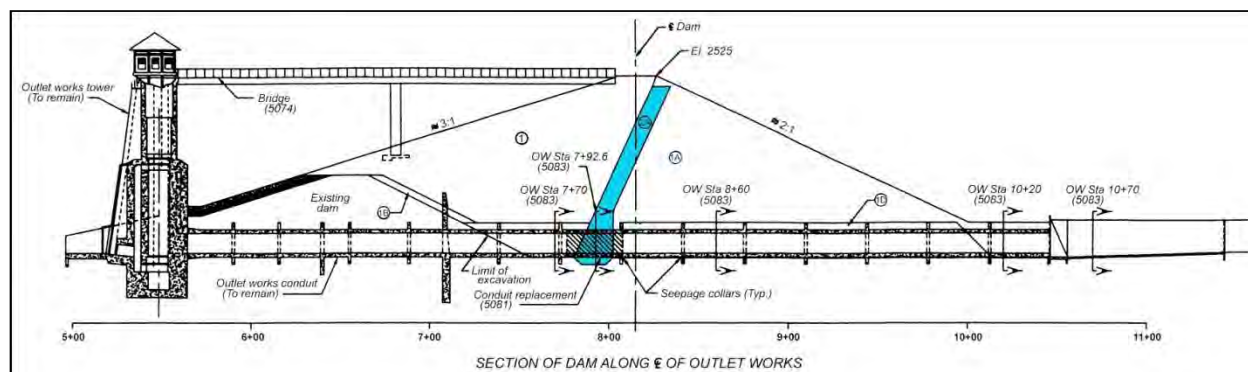 ℄ Dam
El. 2525
Outlet works tower
(To remain)
Bridge
(5074)
≈ 3:1
≈ 2:1
1
1A
OW Sta 7+92.6
(5083)
OW Sta 7+70
(5083)
OW Sta 8+60
(5083)
OW Sta 10+20
(5083)
OW Sta 10+70
(5083)
Existing
dam
1B
1D
Limit of
excavation
Outlet works conduit
(To remain)
Conduit replacement
(5081)
Seepage collars (Typ.)
5+00
6+00
7+00
8+00
9+00
10+00
11+00
SECTION OF DAM ALONG ℄ OF OUTLET WORKS